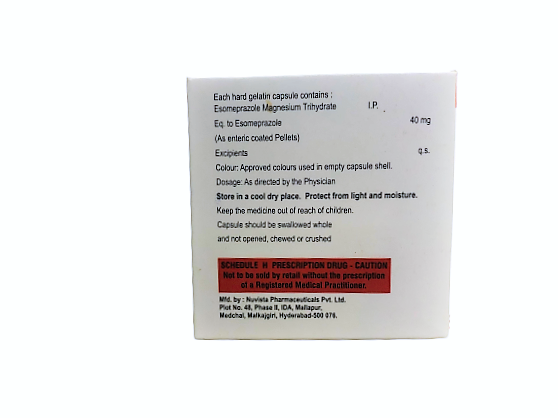 Each hard gelatin capsule contains :
Esomeprazole Magnesium Trihydrate I.P.
Eq. to Esomeprazole 40 mg
(As enteric coated Pellets)
Excipients q.s.
Colour: Approved colours used in empty capsule shell.
Dosage: As directed by the Physician
Store in a cool dry place. Protect from light and moisture.
Keep the medicine out of reach of children.
Capsule should be swallowed whole
and not opened, chewed or crushed
SCHEDULE H PRESCRIPTION DRUG - CAUTION
Not to be sold by retail without the prescription
of a Registered Medical Practitioner.
Mfd. by : Nuvista Pharmaceuticals Pvt. Ltd.
Plot No. 48, Phase II, IDA, Mallapur,
Medchal, Malkajgiri, Hyderabad-500 076.